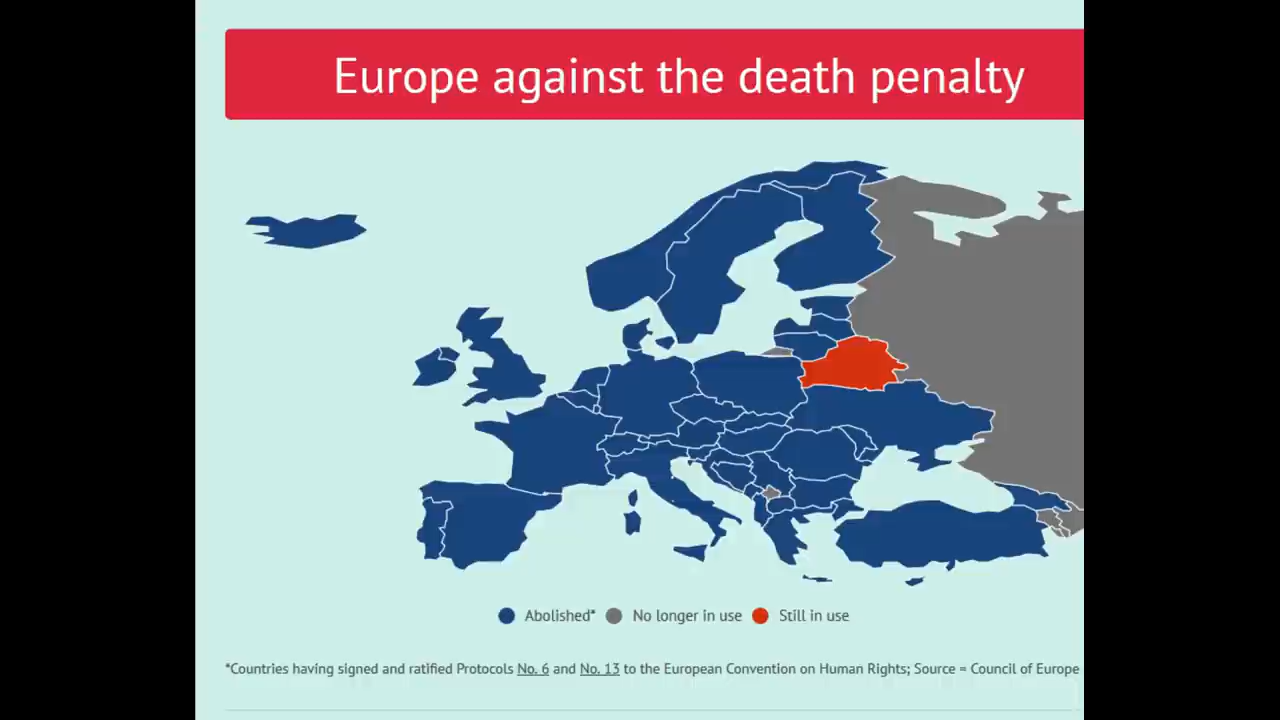 Europe against the death penalty
Abolished* No longer in use Still in use
*Countries having signed and ratified Protocols No. 6 and No. 13 to the European Convention on Human Rights; Source = Council of Europe